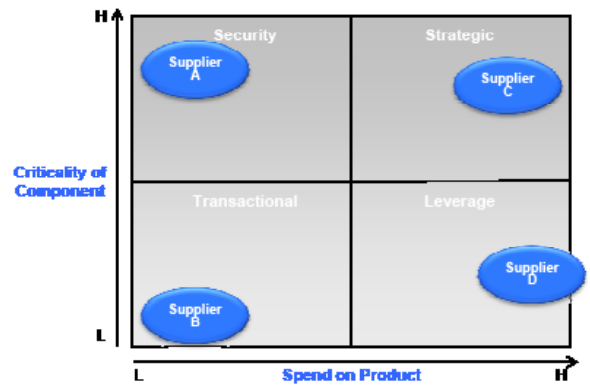 H
Security
Strategic
Supplier
A
Supplier
C
Criticality of
Component
Transactional
Leverage
Supplier
D
Supplier
B
L
L
Spend on Product
H